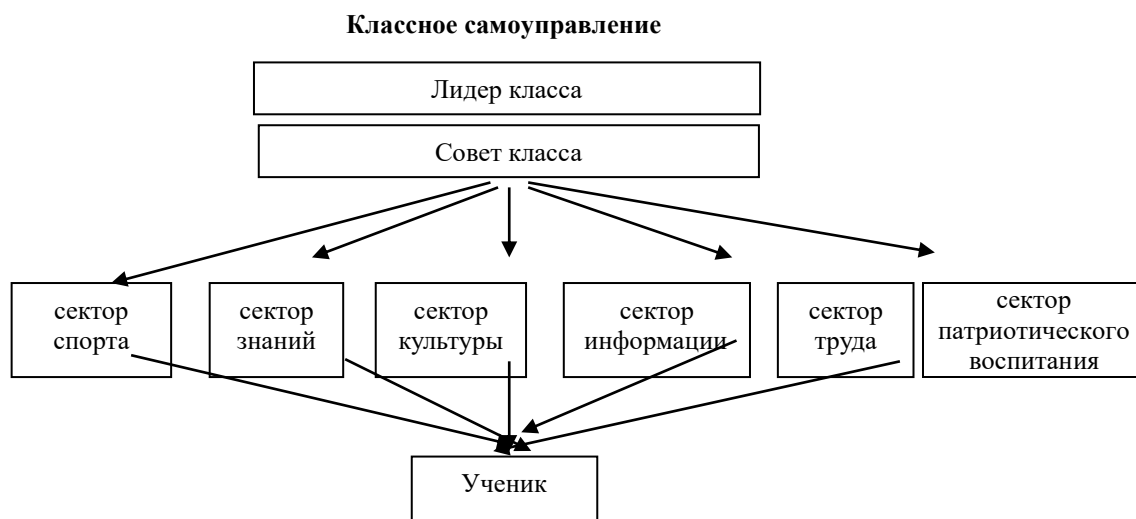 Классное самоуправление
Лидер класса
Совет класса
сектор
спорта
сектор
знаний
сектор
культуры
сектор
информации
сектор
труда
сектор
патриотического
воспитания
Ученик